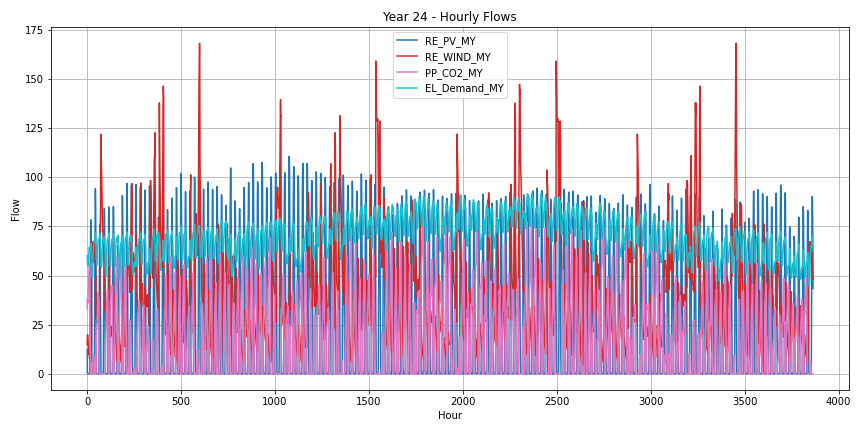 Year 24 - Hourly Flows
RE_PV_MY
RE_WIND_MY
PP_CO2_MY
EL_Demand_MY
Flow
175
150
125
100
75
50
25
0
0 500 1000 1500 2000 2500 3000 3500 4000
Hour